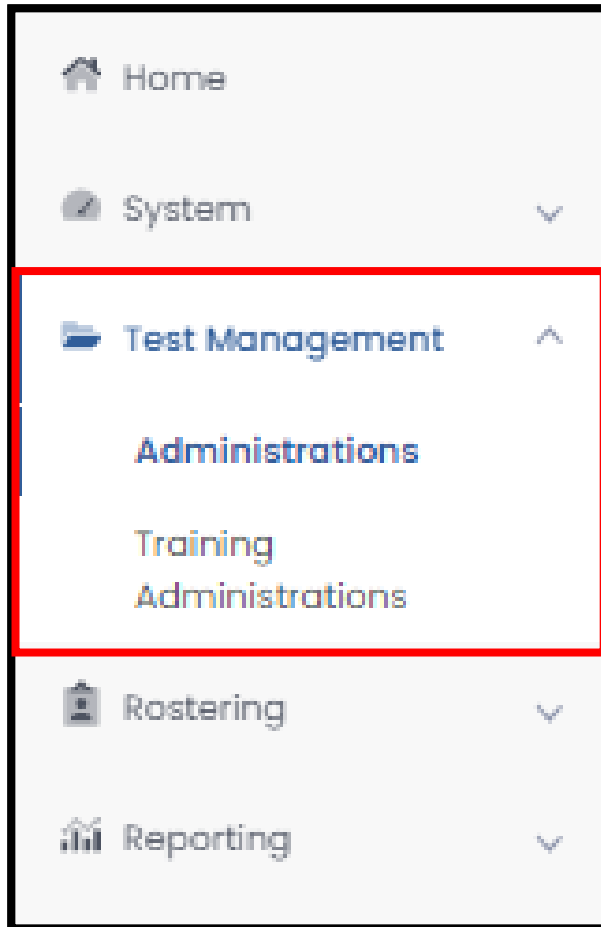 Home
System
Test Management
Administrations
Training
Administrations
Rostering
Reporting